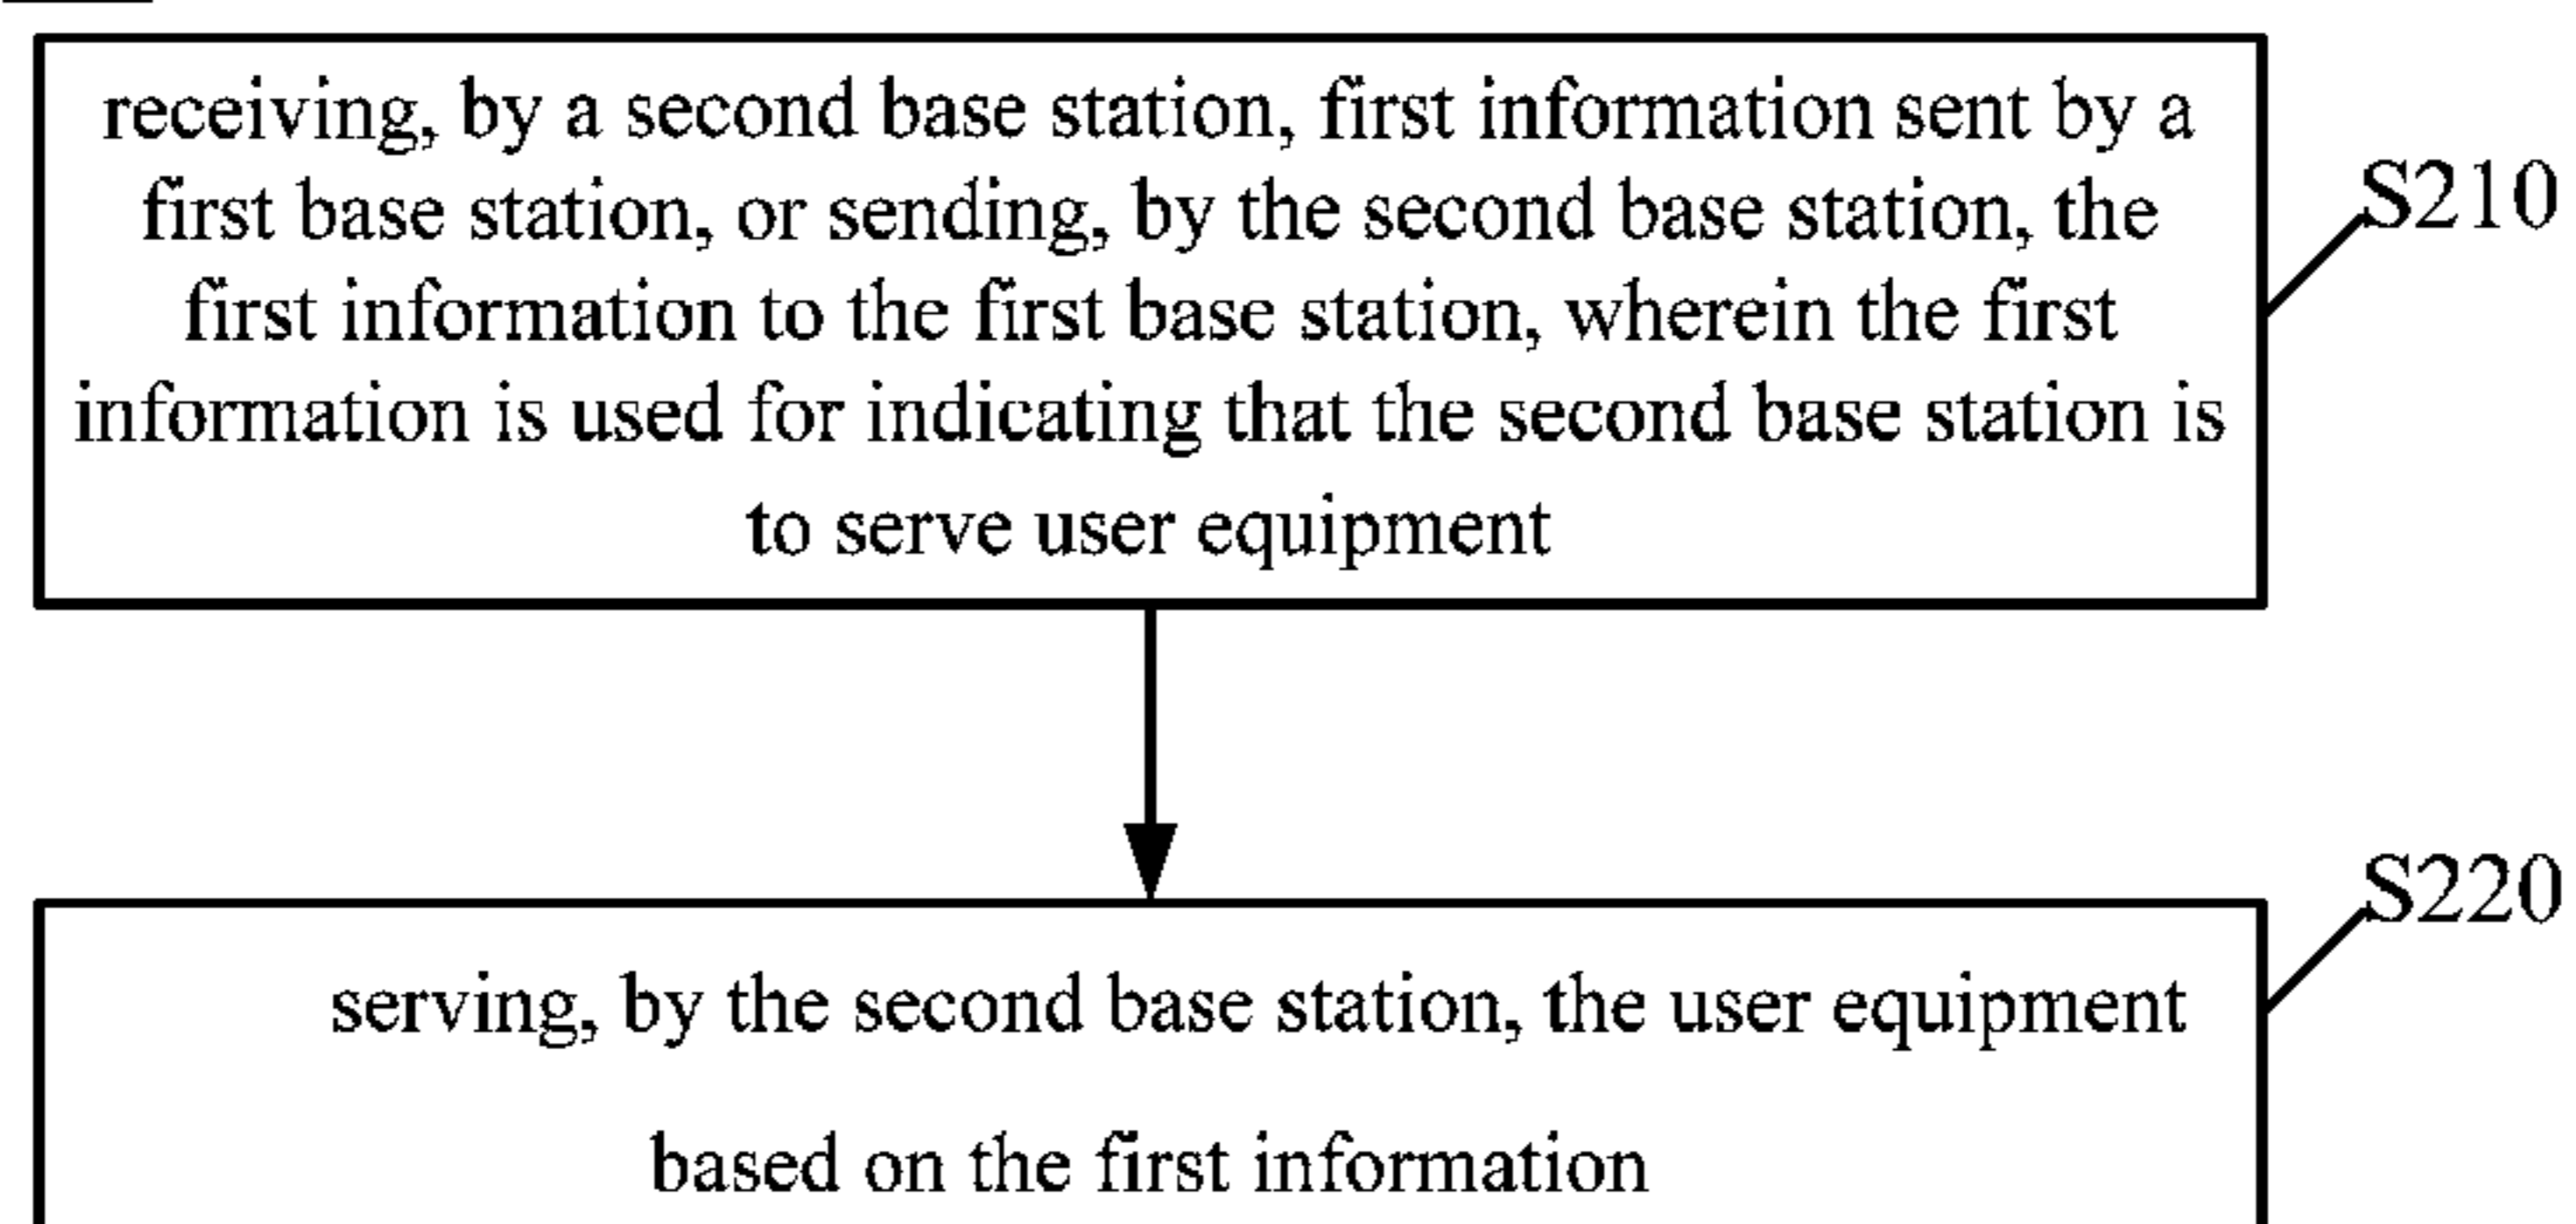 receiving, by a second base station, first information sent by a
first base station, or sending, by the second base station, the
first information to the first base station, wherein the first
information is used for indicating that the second base station is
to serve user equipment
S210
S220
serving, by the second base station, the user equipment
based on the first information